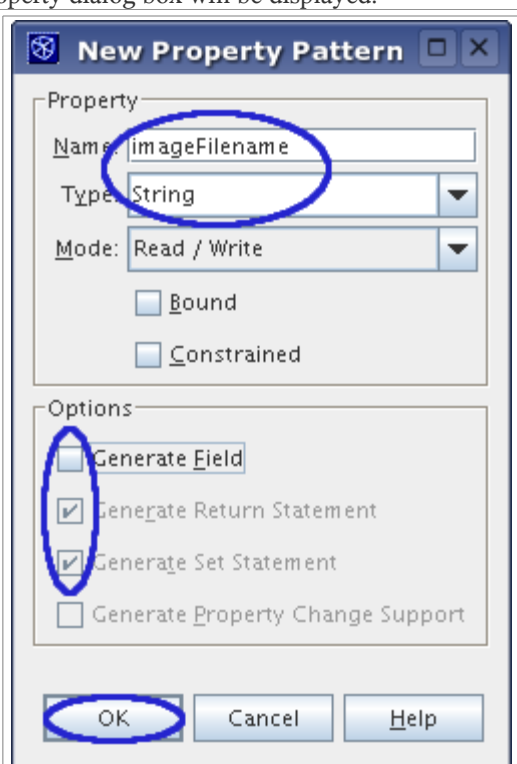 operty dialog box will be displayed.
New Property Pattern
Property
Name: imageFilename
Type: String
Mode: Read / Write
Bound
Constrained
Options
Generate Field
Generate Return Statement
Generate Set Statement
Generate Property Change Support
OK Cancel Help